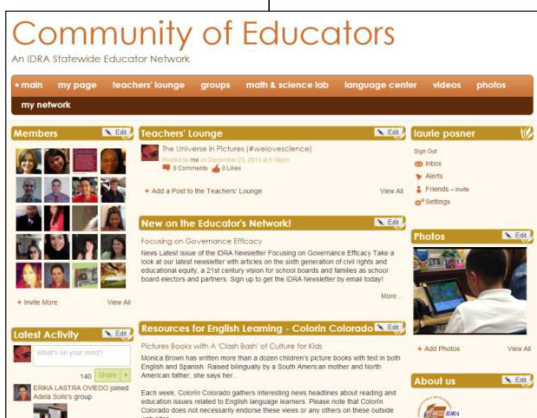 Community of Educators
An IDRA Statewide Educator Network
main my page teachers' lounge groups math & science lab language center videos photos
my network
Members Edit
+ Invite More View All
Latest Activity Edit
What's on your mind?
140 Share +
ERIKA LASTRA OVIEDO joined
Adela Solis's group
Teachers' Lounge Edit
The Universe in Pictures (#welovescience)
Posted by me on December 23, 2013 at
0 Comments 0 Likes
+ Add a Post to the Teachers' Lounge View All
New on the Educator's Network! Edit
Focusing on Governance Efficacy
News Latest issue of the IDRA Newsletter Focusing on Governance Efficacy Take a
look at our latest newsletter with articles on the sixth generation of civil rights and
educational equity, a 21st century vision for school boards and families as school
board electors and partners. Sign up to get the IDRA Newsletter by email today!
More...
Resources for English Learning - Colorin Colorado Edit
Pictures Books with A 'Clash Bash' of Culture for Kids
Monica Brown has written more than a dozen children's picture books with text in both
English and Spanish. Raised bilingually by a South American mother and North
American father, she says her...
Each week, Colorin Colorado gathers interesting news headlines about reading and
education issues related to English language learners. Please note that Colorin
Colorado does not necessarily endorse these views or any others on these outside
laurie posner
Sign Out
Inbox
Alerts
Friends – Invite
Settings
Photos Edit
+ Add Photos View All
About us Edit
IDRA